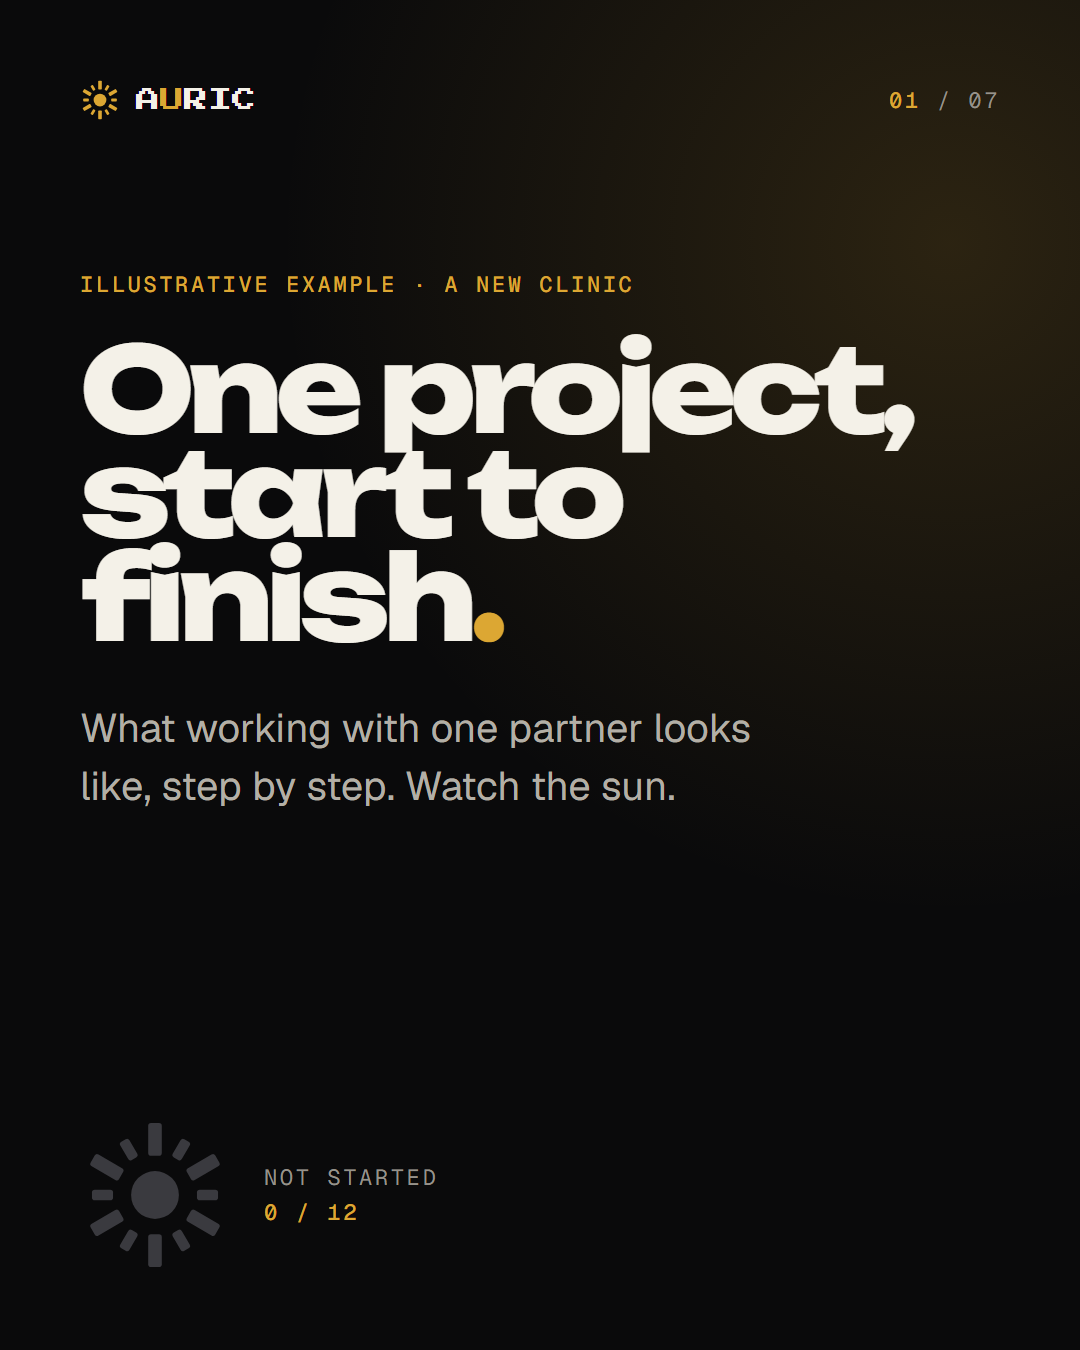 AURIC
01 / 07
ILLUSTRATIVE EXAMPLE · A NEW CLINIC
One project,
start to
finish.
What working with one partner looks
like, step by step. Watch the sun.
NOT STARTED
0 / 12